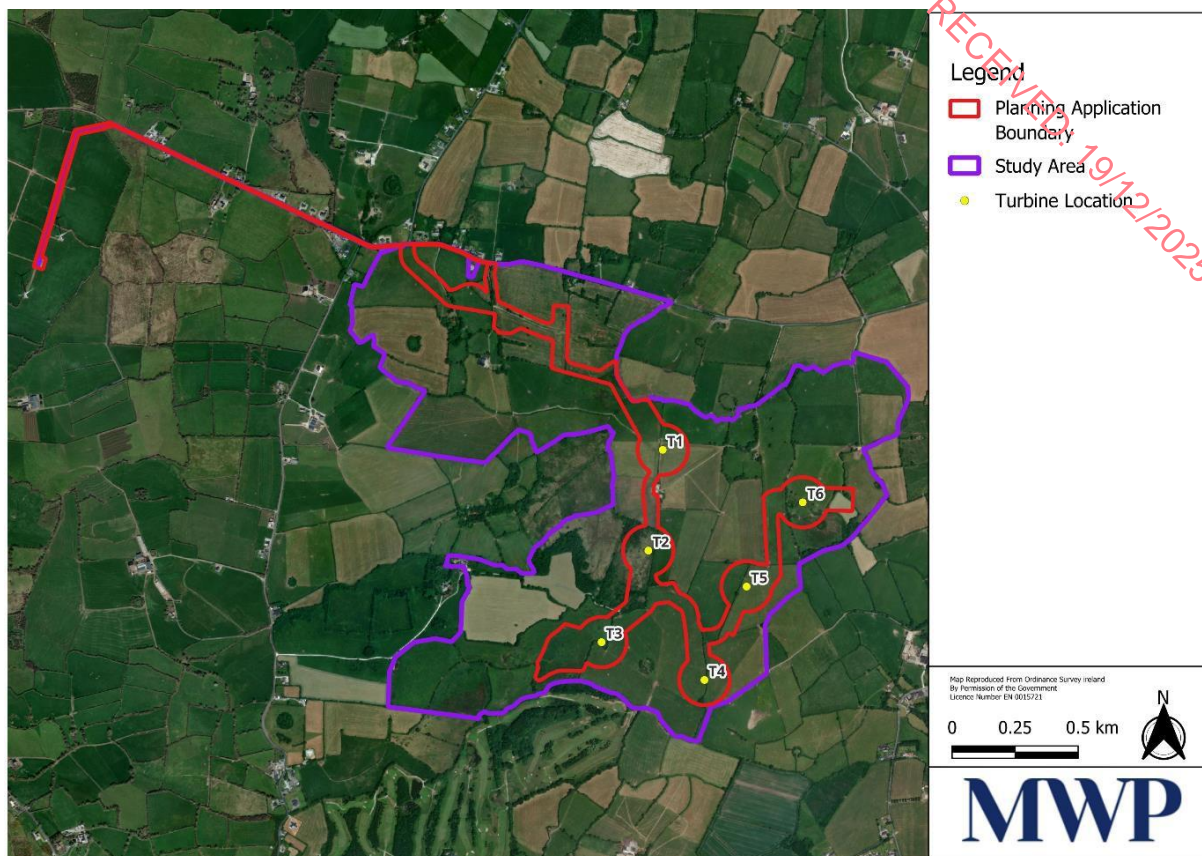 RECEIVED: 19/12/2025
Legend
Planning Application
Boundary
Study Area
Turbine Location
T1
T6
T2
T5
T3
T4
Map Reproduced From Ordinance Survey Ireland
By Permission of the Government
Licence Number EN 0015721
N
0 0.25 0.5 km
MWP